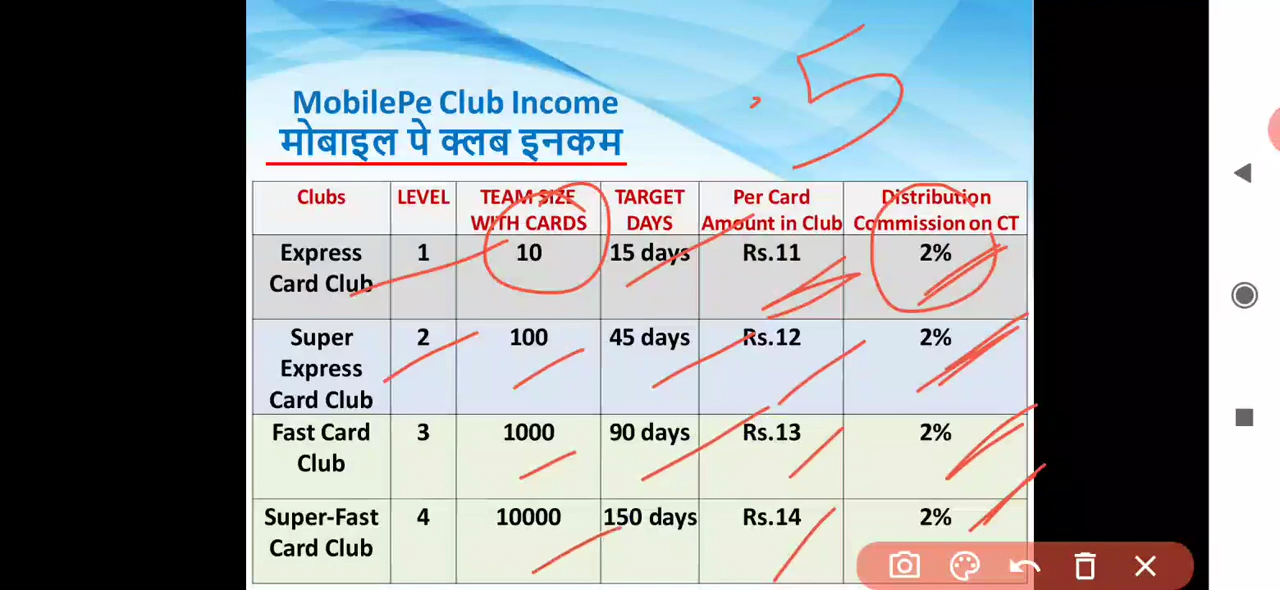 MobilePe Club Income
मोबाइल पे क्लब इनकम
.5
Clubs LEVEL TEAM SIZE WITH CARDS TARGET DAYS Per Card Amount in Club Distribution Commission on CT
Express Card Club 1 10 15 days Rs.11 2%
Super Express Card Club 2 100 45 days Rs.12 2%
Fast Card Club 3 1000 90 days Rs.13 2%
Super-Fast Card Club 4 10000 150 days Rs.14 2%